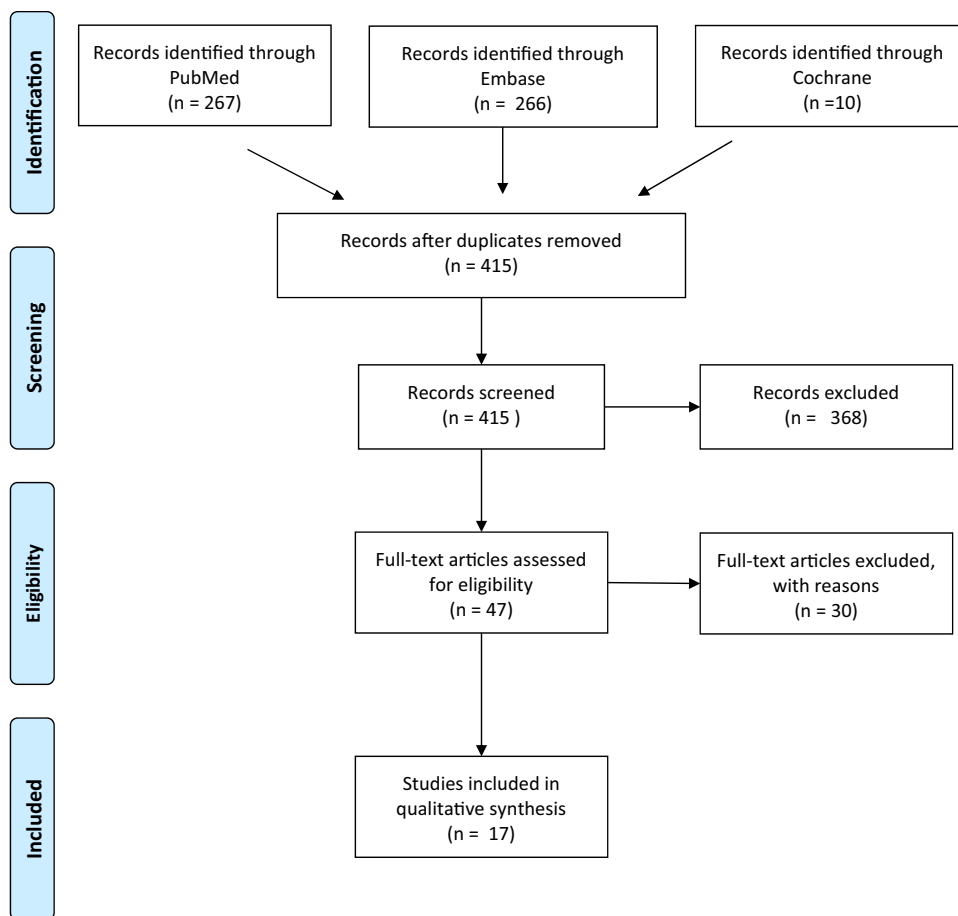 Identification
Records identified through
PubMed
(n = 267)
Records identified through
Embase
(n = 266)
Records identified through
Cochrane
(n =10)
Records after duplicates removed
(n = 415)
Screening
Records screened
(n = 415 )
Records excluded
(n = 368)
Eligibility
Full-text articles assessed
for eligibility
(n = 47)
Full-text articles excluded,
with reasons
(n = 30)
Included
Studies included in
qualitative synthesis
(n = 17)